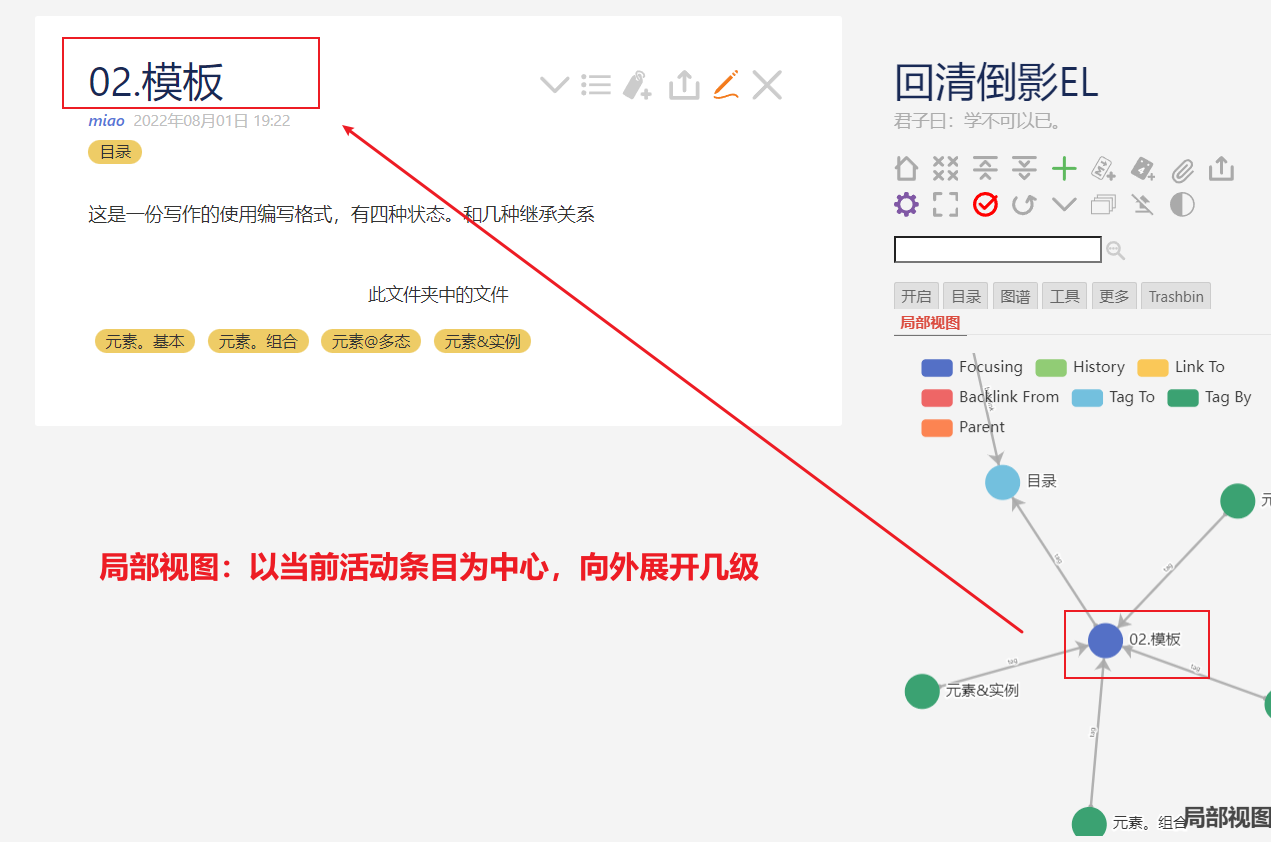 02.模板
miao 2022年08月01日 19:22
目录
这是一份写作的使用编写格式，有四种状态。和几种继承关系
此文件夹中的文件
元素。基本 元素。组合 元素@多态 元素&实例
局部视图：以当前活动条目为中心，向外展开几级
回清倒影EL
君子曰：学不可以已。
开启 目录 图谱 工具 更多 Trashbin
局部视图
Focusing History Link To
Backlink From Tag To Tag By
Parent
目录
元
tag
tag
02.模板
tag
tag
元素&实例
tag
元素。组合
局部视图